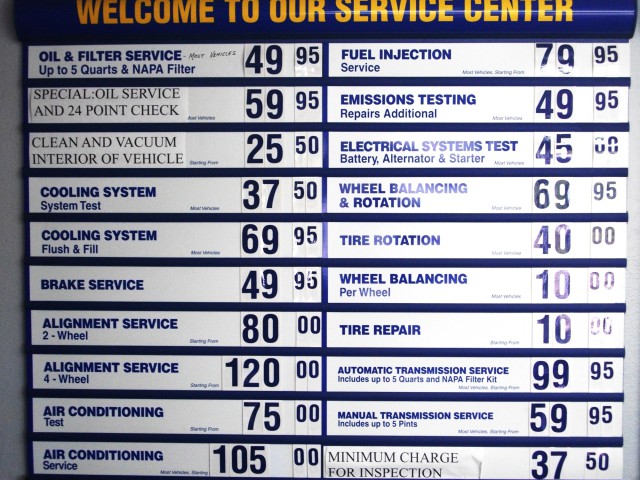 WELCOME TO OUR SERVICE CENTER
OIL & FILTER SERVICE - MOST VEHICLES 49 95
Up to 5 Quarts & NAPA Filter
SPECIAL:OIL SERVICE 59 95
AND 24 POINT CHECK Most Vehicles
CLEAN AND VACUUM 25 50
INTERIOR OF VEHICLE Starting From
COOLING SYSTEM 37 50
System Test Most Vehicles
COOLING SYSTEM 69 95
Flush & Fill Most Vehicles
BRAKE SERVICE 49 95
Most Vehicles
ALIGNMENT SERVICE 80 00
2 - Wheel Starting From
ALIGNMENT SERVICE 120 00
4 - Wheel Starting From
AIR CONDITIONING 75 00
Test Starting From
AIR CONDITIONING 105 00
Service Most Vehicles, Starting From
FUEL INJECTION 79 95
Service Most Vehicles, Starting From
EMISSIONS TESTING 49 95
Repairs Additional Most Vehicles
ELECTRICAL SYSTEMS TEST 45 00
Battery, Alternator & Starter Most Vehicles
WHEEL BALANCING 69 95
& ROTATION Most Vehicles
TIRE ROTATION 40 00
Most Vehicles
WHEEL BALANCING 10 00
Per Wheel Most Vehicles
TIRE REPAIR 10 00
Starting From
AUTOMATIC TRANSMISSION SERVICE 99 95
Includes up to 5 Quarts and NAPA Filter Kit
Most Vehicles, Starting From
MANUAL TRANSMISSION SERVICE 59 95
Includes up to 5 Pints
Most Vehicles, Starting From
MINIMUM CHARGE 37 50
FOR INSPECTION